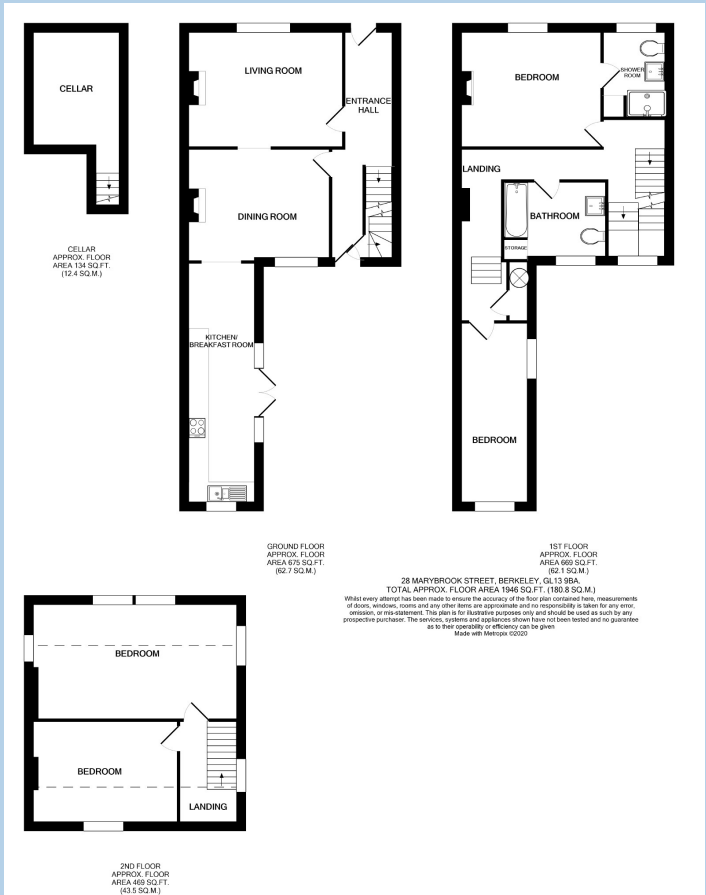 CELLAR
CELLAR
APPROX. FLOOR
AREA 134 SQ.FT.
(12.4 SQ.M.)
LIVING ROOM
ENTRANCE
HALL
DINING ROOM
KITCHEN/
BREAKFAST ROOM
GROUND FLOOR
APPROX. FLOOR
AREA 675 SQ.FT.
(62.7 SQ.M.)
BEDROOM
SHOWER
ROOM
LANDING
BATHROOM
STORAGE
BEDROOM
1ST FLOOR
APPROX. FLOOR
AREA 669 SQ.FT.
(62.1 SQ.M.)
28 MARYBROOK STREET, BERKELEY, GL13 9BA.
TOTAL APPROX. FLOOR AREA 1946 SQ.FT. (180.8 SQ.M.)
Whilst every attempt has been made to ensure the accuracy of the floor plan contained here, measurements
of doors, windows, rooms and any other items are approximate and no responsibility is taken for any error,
omission, or mis-statement. This plan is for illustrative purposes only and should be used as such by any
prospective purchaser. The services, systems and appliances shown have not been tested and no guarantee
as to their operability or efficiency can be given
Made with Metropix ©2020
BEDROOM
BEDROOM
LANDING
2ND FLOOR
APPROX. FLOOR
AREA 469 SQ.FT.
(43.5 SQ.M.)